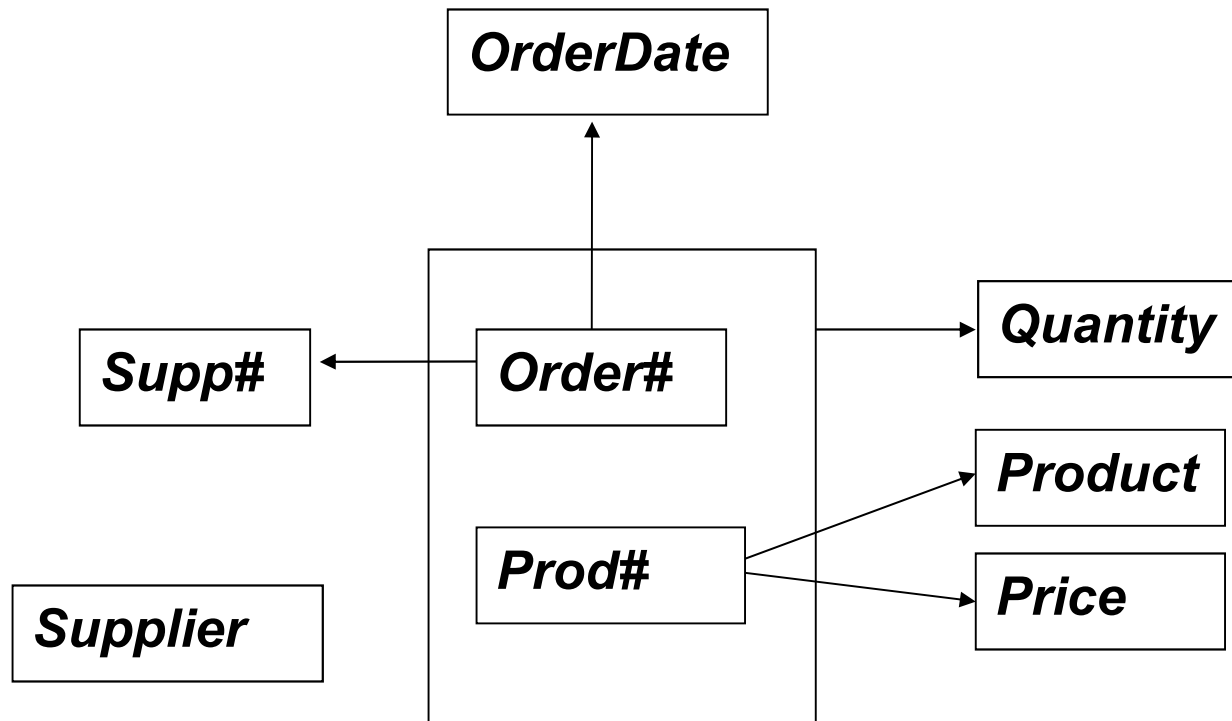 OrderDate
Quantity
Supp#
Order#
Product
Prod#
Price
Supplier